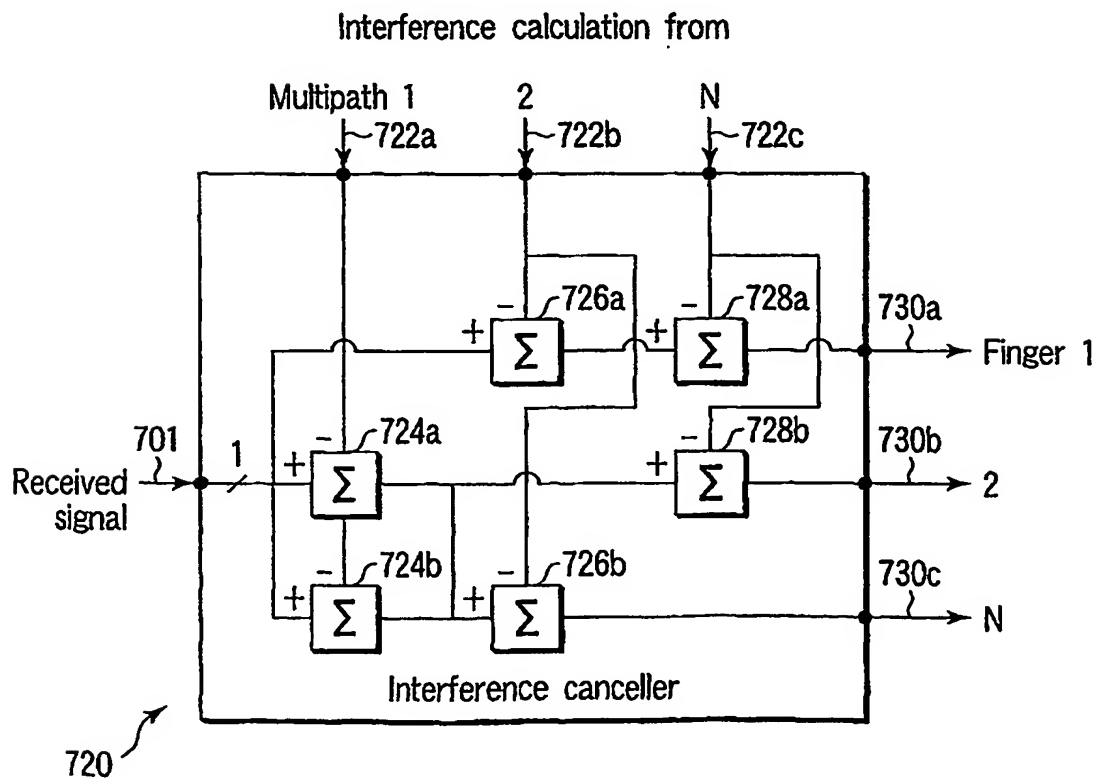 Interference calculation from
Multipath 1 2 N
722a 722b 722c
- 726a - 728a 730a
+ Σ + Σ Finger 1
701 1 - 724a - 728b 730b
Received signal + Σ + Σ 2
- 724b - 726b 730c
+ Σ + Σ N
Interference canceller
720